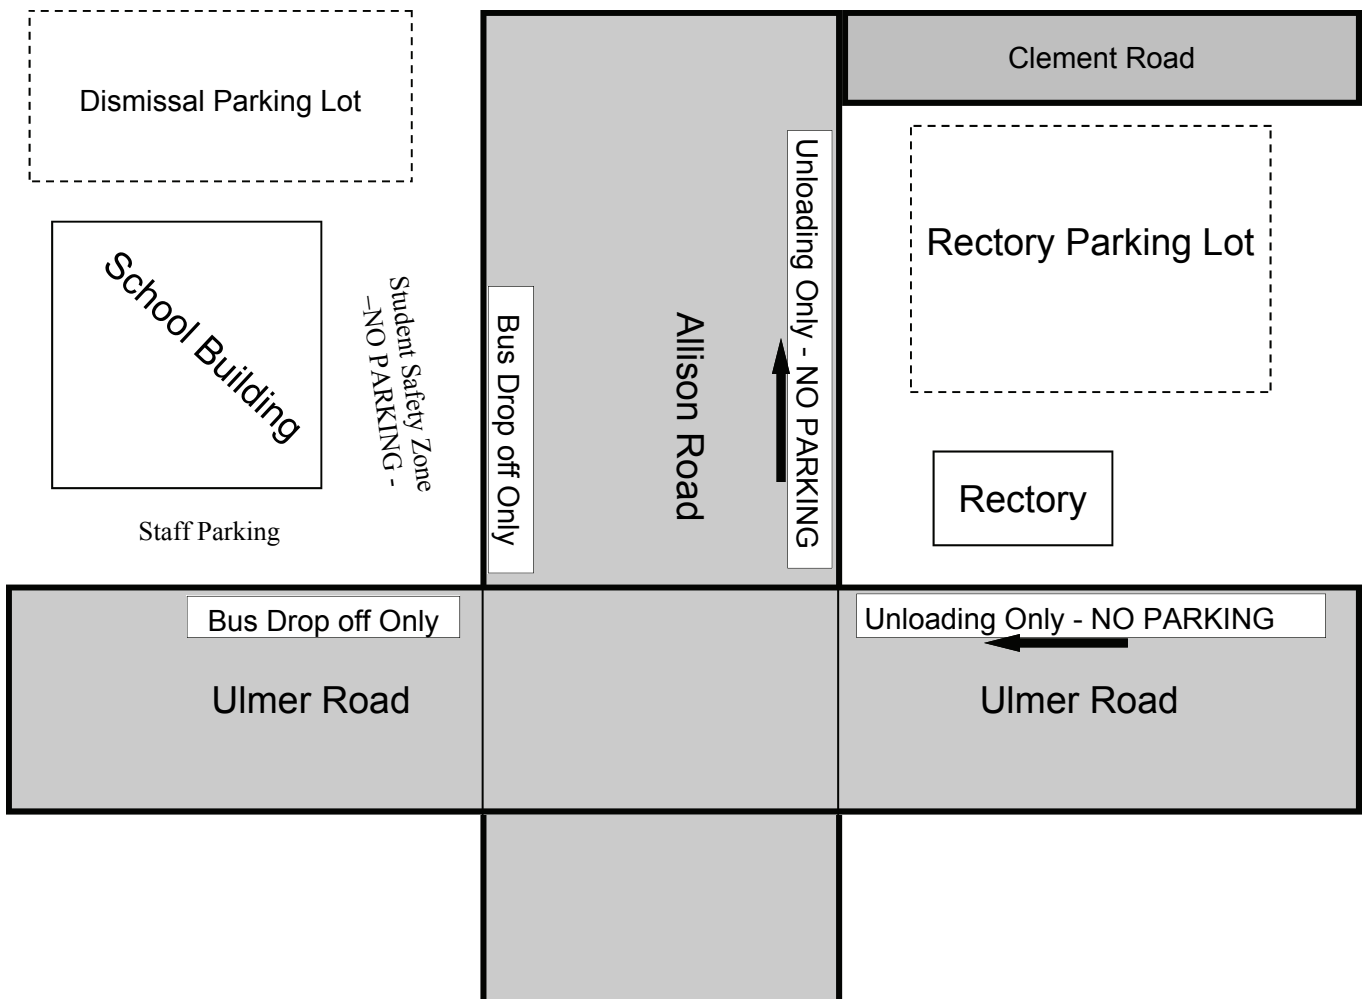 Clement Road
Dismissal Parking Lot
Unloading Only - NO PARKING
Rectory Parking Lot
School Building
Student Safety Zone
–NO PARKING -
Bus Drop off Only
Allison Road
Rectory
Staff Parking
Bus Drop off Only
Unloading Only - NO PARKING
Ulmer Road
Ulmer Road